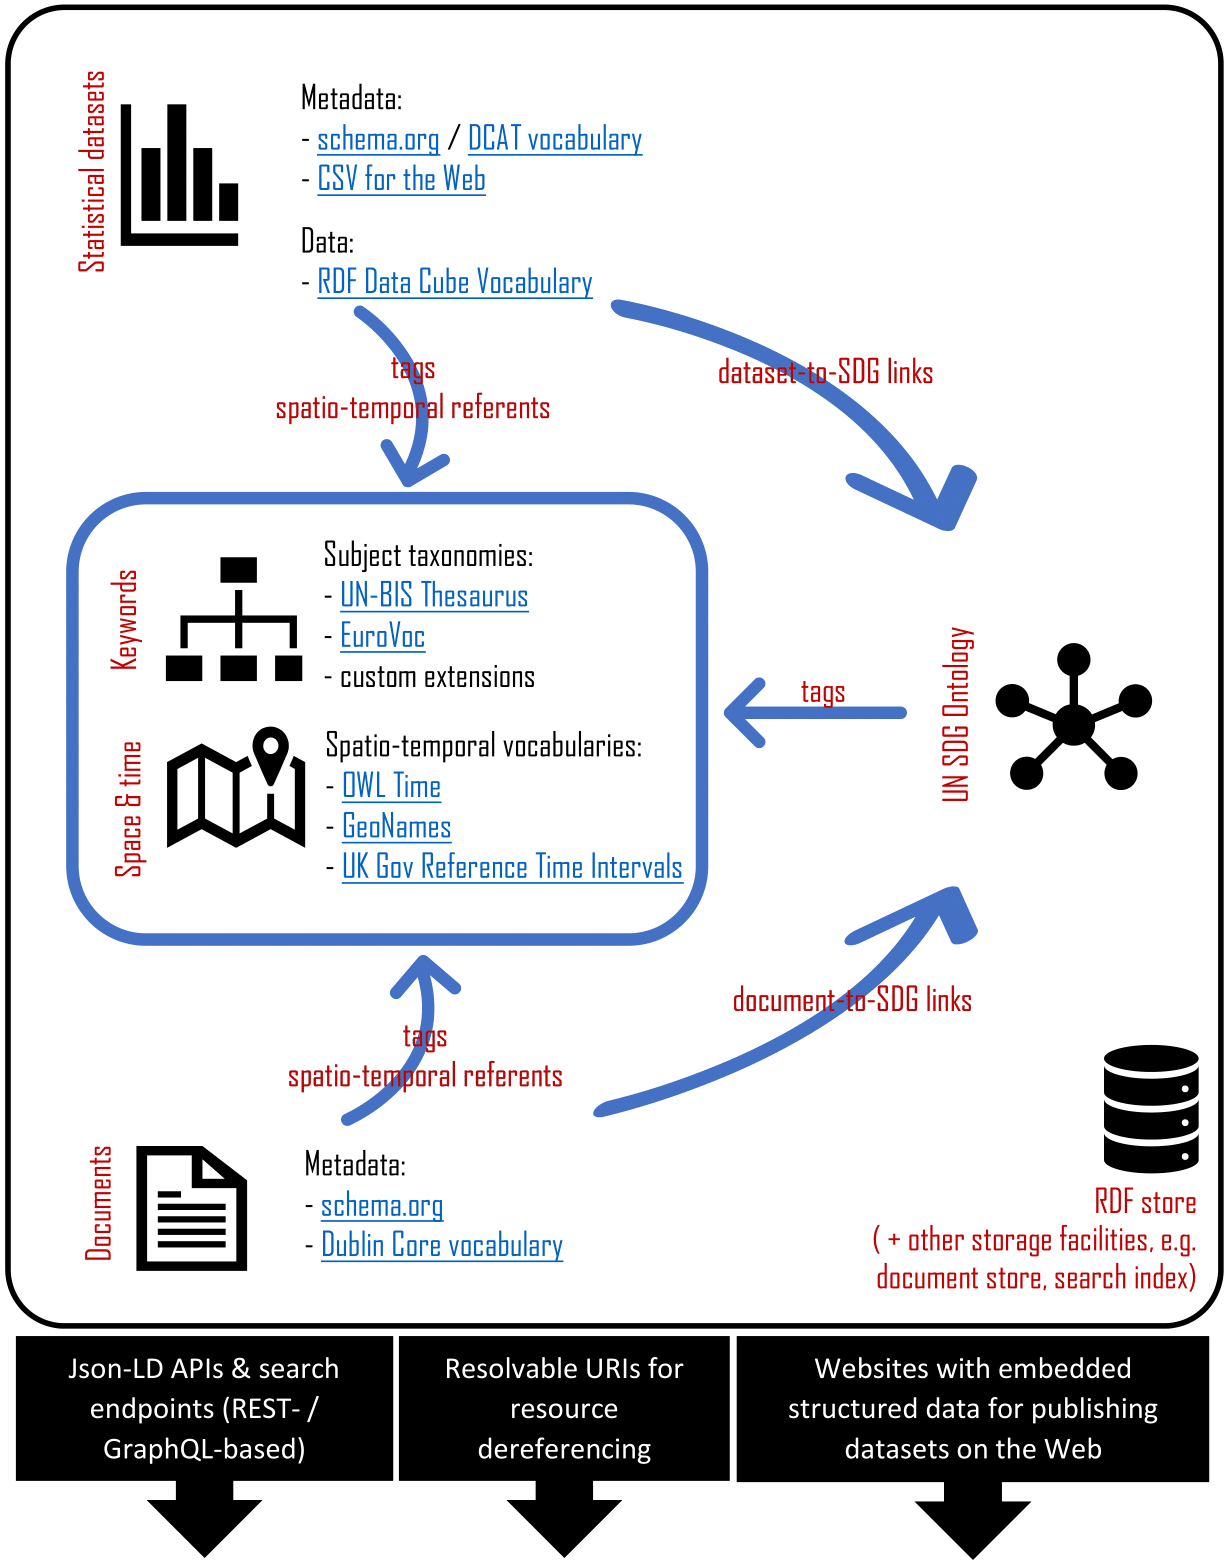 Statistical datasets
Metadata:
- schema.org / DCAT vocabulary
- CSV for the Web
Data:
- RDF Data Cube Vocabulary
tags
spatio-temporal referents
dataset-to-SDG links
Keywords
Subject taxonomies:
- UN-BIS Thesaurus
- EuroVoc
- custom extensions
Space & time
Spatio-temporal vocabularies:
- OWL Time
- GeoNames
- UK Gov Reference Time Intervals
tags
UN SDG Ontology
document-to-SDG links
tags
spatio-temporal referents
Documents
Metadata:
- schema.org
- Dublin Core vocabulary
RDF store
( + other storage facilities, e.g.
document store, search index)
Json-LD APIs & search
endpoints (REST- /
GraphQL-based)
Resolvable URIs for
resource
dereferencing
Websites with embedded
structured data for publishing
datasets on the Web